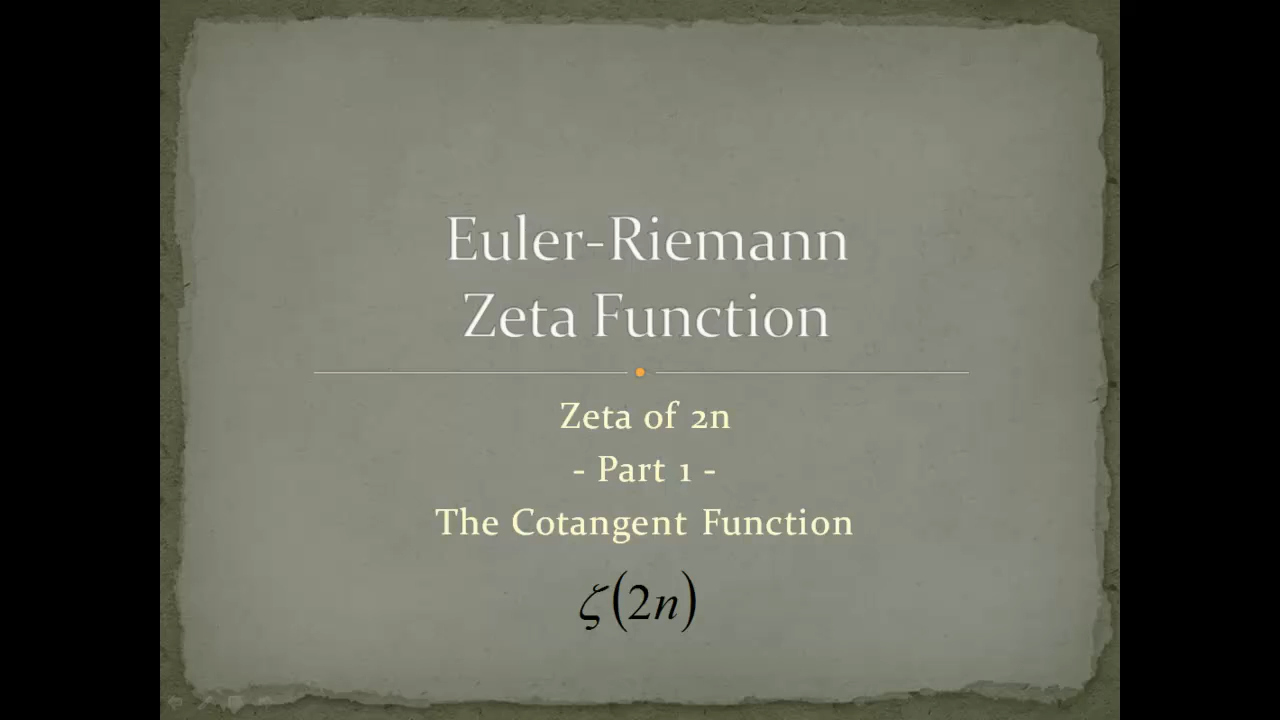 Euler-Riemann
Zeta Function
Zeta of 2n
- Part 1 -
The Cotangent Function
ζ(2n)